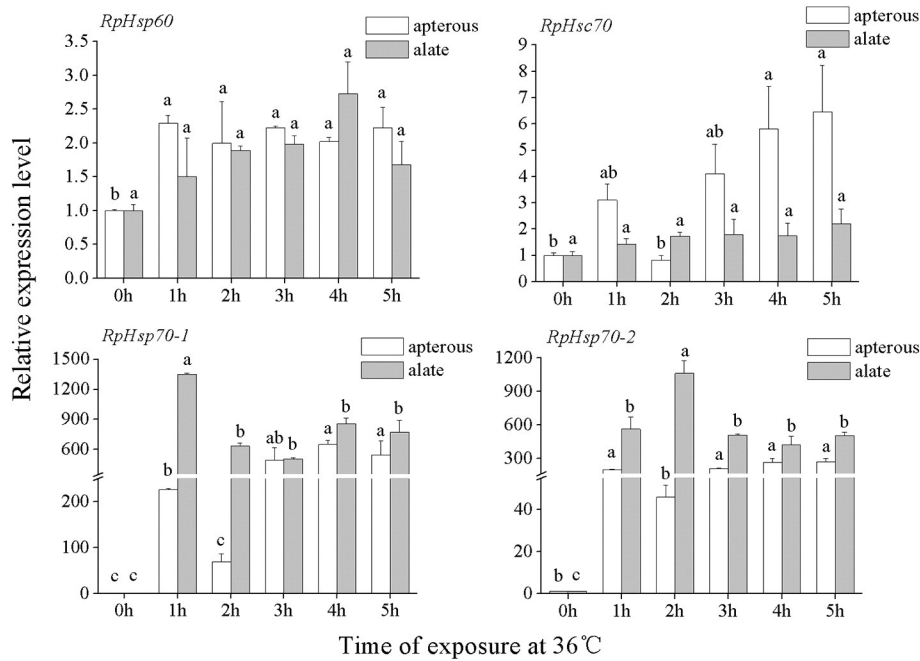 RpHsp60
apterous
alate
3.5
3.0
2.5
2.0
1.5
1.0
0.5
0.0
b a a a a a a a a a a a
0h 1h 2h 3h 4h 5h
RpHsc70
apterous
alate
9
8
7
6
5
4
3
2
1
0
b a ab a b a ab a a a a a
0h 1h 2h 3h 4h 5h
Relative expression level
RpHsp70-1
apterous
alate
1500
1200
900
600
200
100
0
c c b a c b ab b a b a b
0h 1h 2h 3h 4h 5h
RpHsp70-2
apterous
alate
1200
900
600
300
40
20
0
b c a b b a a b a b a b
0h 1h 2h 3h 4h 5h
Time of exposure at 36℃